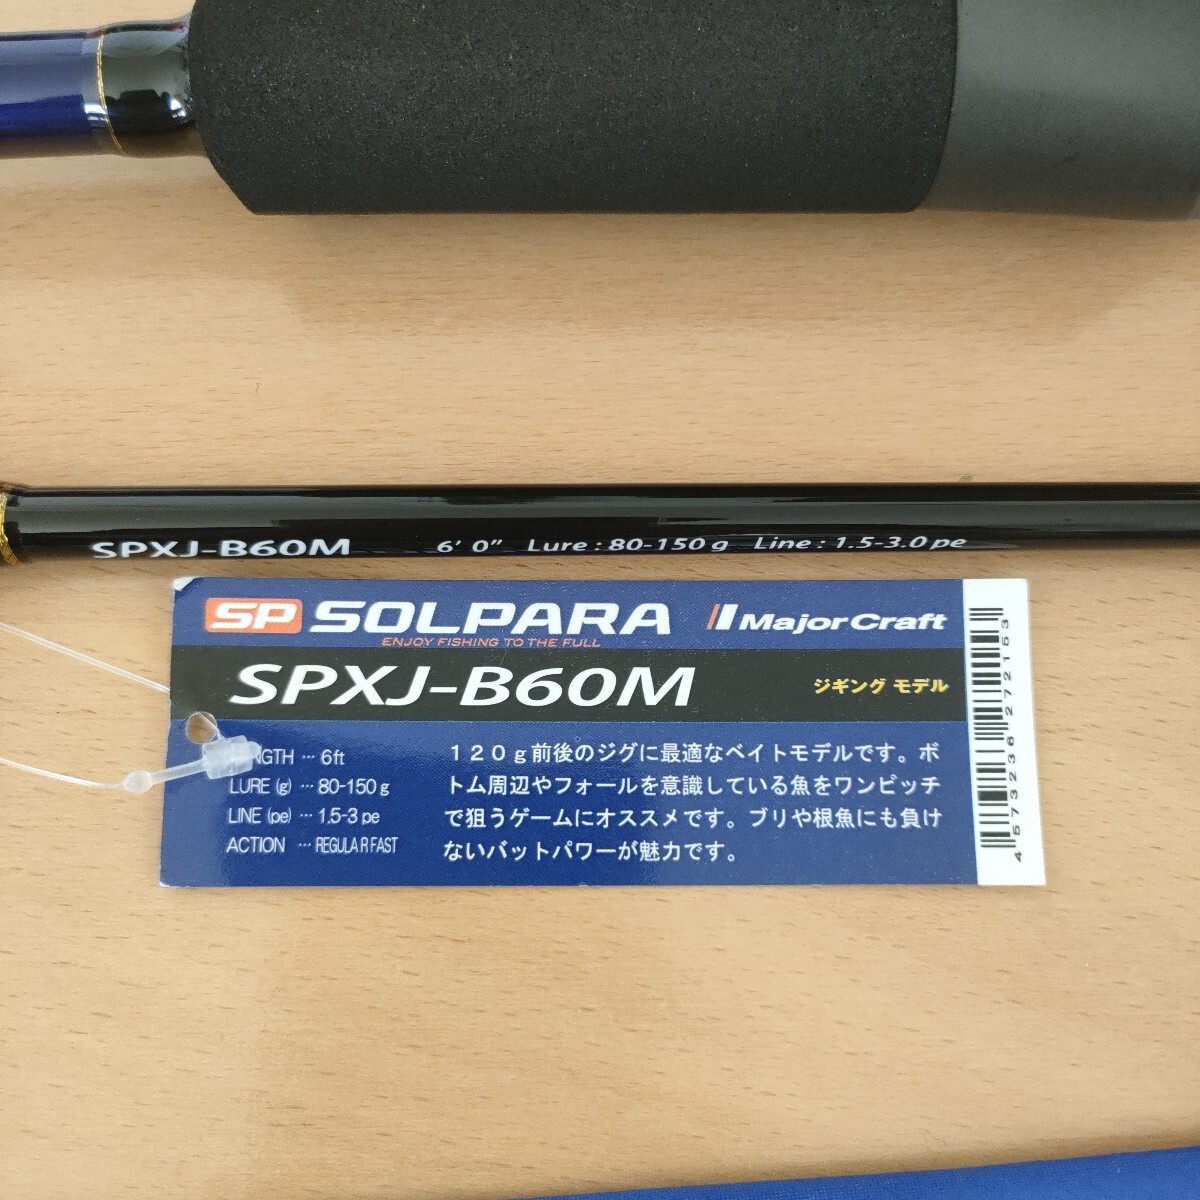 SPXJ-B60M 6' 0" Lure : 80-150 g Line : 1.5-3.0 pe
SP SOLPARA
ENJOY FISHING TO THE FULL
Major Craft
SPXJ-B60M
ジギング モデル
LENGTH … 6ft
LURE (g) … 80-150 g
LINE (pe) … 1.5-3 pe
ACTION … REGULAR FAST
120g前後のジグに最適なベイトモデルです。ボ
トム周辺やフォールを意識している魚をワンピッチ
で狙うゲームにオススメです。ブリや根魚にも負け
ないバットパワーが魅力です。
4 573236 272153